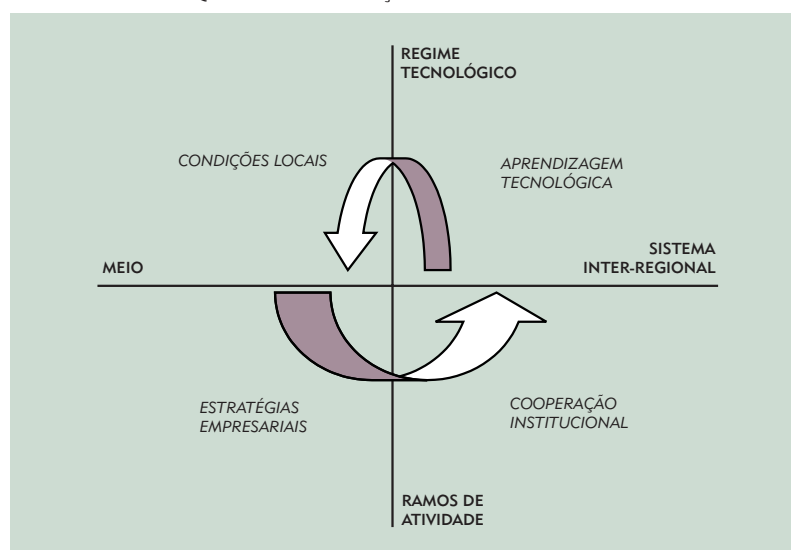 REGIME
TECNOLÓGICO
CONDIÇÕES LOCAIS
APRENDIZAGEM
TECNOLÓGICA
MEIO
SISTEMA
INTER-REGIONAL
ESTRATÉGIAS
EMPRESARIAIS
COOPERAÇÃO
INSTITUCIONAL
RAMOS DE
ATIVIDADE